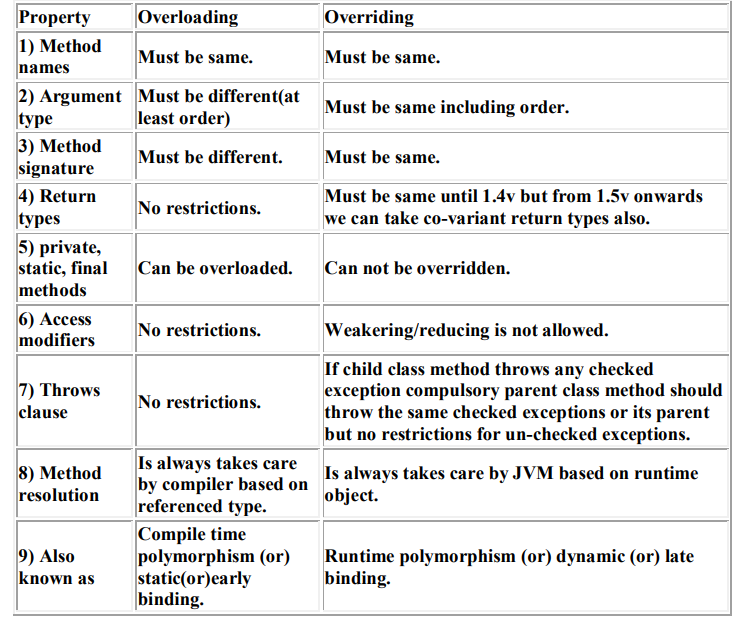 Property Overloading Overriding
1) Method
names
Must be same.
Must be same.
2) Argument
type
Must be different(at
least order)
Must be same including order.
3) Method
signature
Must be different.
Must be same.
4) Return
types
No restrictions.
Must be same until 1.4v but from 1.5v onwards
we can take co-variant return types also.
5) private,
static, final
methods
Can be overloaded.
Can not be overridden.
6) Access
modifiers
No restrictions.
Weakering/reducing is not allowed.
7) Throws
clause
No restrictions.
If child class method throws any checked
exception compulsory parent class method should
throw the same checked exceptions or its parent
but no restrictions for un-checked exceptions.
8) Method
resolution
Is always takes care
by compiler based on
referenced type.
Is always takes care by JVM based on runtime
object.
9) Also
known as
Compile time
polymorphism (or)
static(or)early
binding.
Runtime polymorphism (or) dynamic (or) late
binding.